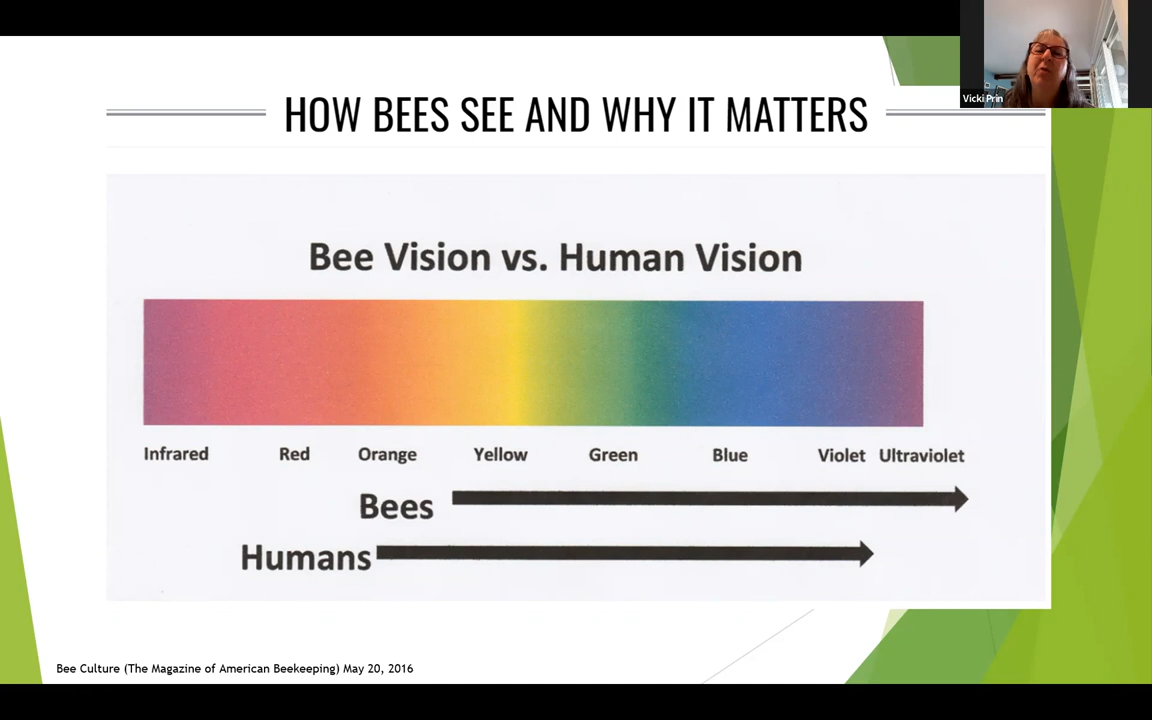 HOW BEES SEE AND WHY IT MATTERS
Vicki Prin
Bee Vision vs. Human Vision
Infrared Red Orange Yellow Green Blue Violet Ultraviolet
Bees
Humans
Bee Culture (The Magazine of American Beekeeping) May 20, 2016